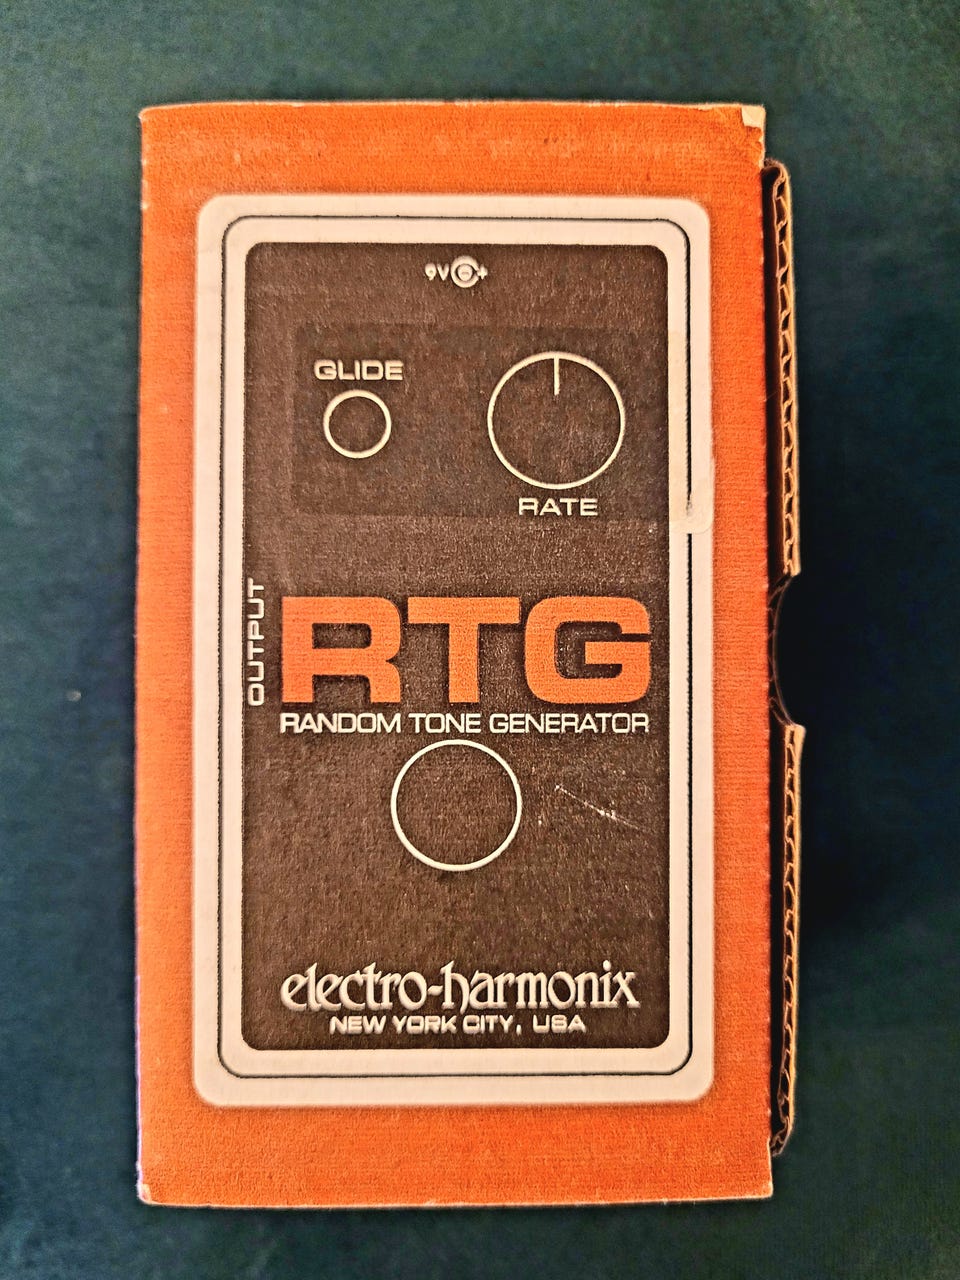 9V - +
GLIDE
RATE
OUTPUT
RTG
RANDOM TONE GENERATOR
electro-harmonix
NEW YORK CITY, USA